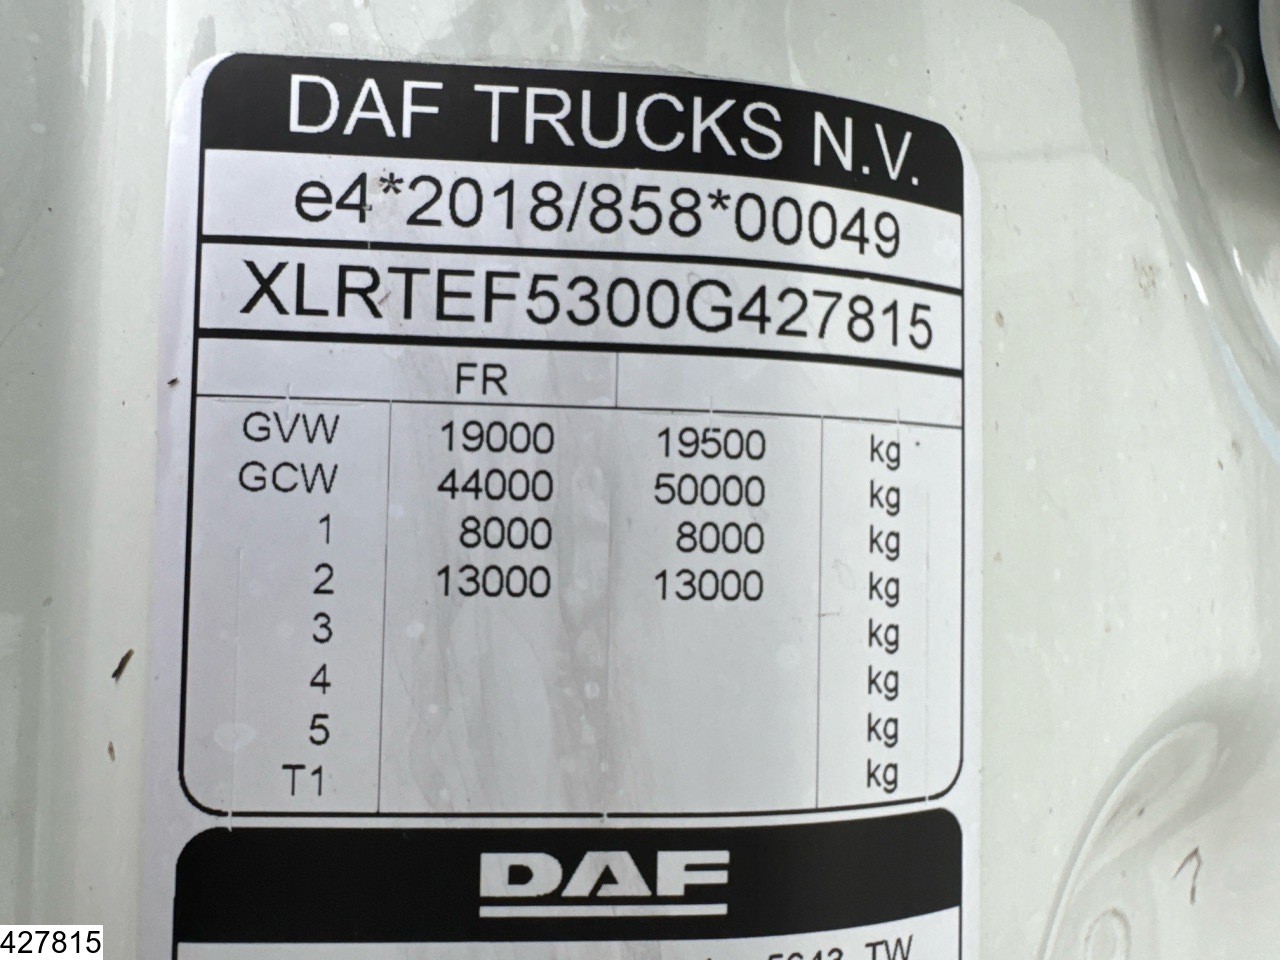 DAF TRUCKS N.V.
e4*2018/858*00049
XLRTEF5300G427815
FR
GVW 19000 19500 kg
GCW 44000 50000 kg
1 8000 8000 kg
2 13000 13000 kg
3 kg
4 kg
5 kg
T1 kg
DAF
TW
427815